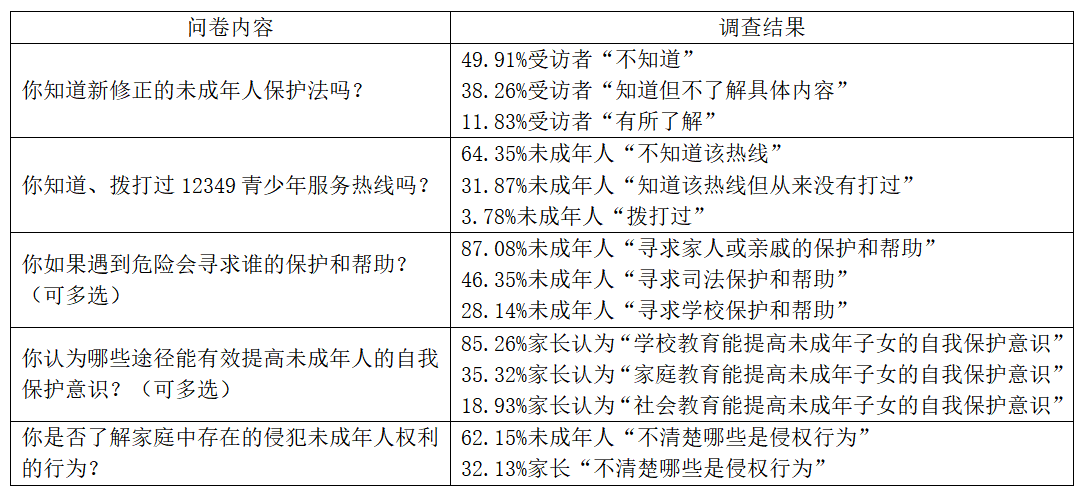 问卷内容
调查结果
你知道新修正的未成年人保护法吗？
49.91%受访者“不知道”
38.26%受访者“知道但不了解具体内容”
11.83%受访者“有所了解”
你知道、拨打过 12349 青少年服务热线吗？
64.35%未成年人“不知道该热线”
31.87%未成年人“知道该热线但从来没有打过”
3.78%未成年人“拨打过”
你如果遇到危险会寻求谁的保护和帮助？
（可多选）
87.08%未成年人“寻求家人或亲戚的保护和帮助”
46.35%未成年人“寻求司法保护和帮助”
28.14%未成年人“寻求学校保护和帮助”
你认为哪些途径能有效提高未成年人的自我
保护意识？（可多选）
85.26%家长认为“学校教育能提高未成年子女的自我保护意识”
35.32%家长认为“家庭教育能提高未成年子女的自我保护意识”
18.93%家长认为“社会教育能提高未成年子女的自我保护意识”
你是否了解家庭中存在的侵犯未成年人权利
的行为？
62.15%未成年人“不清楚哪些是侵权行为”
32.13%家长“不清楚哪些是侵权行为”